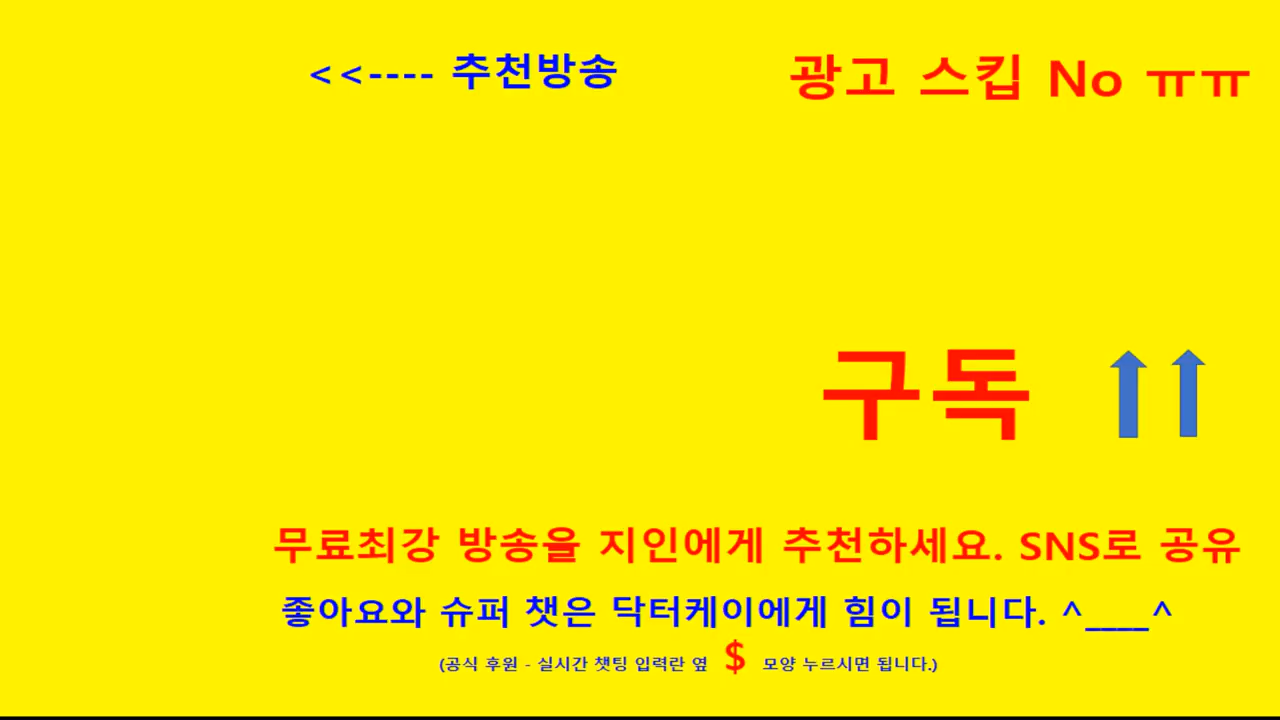 <<---- 추천방송
광고 스킵 No ㅠㅠ
구독
무료최강 방송을 지인에게 추천하세요. SNS로 공유
좋아요와 슈퍼 챗은 닥터케이에게 힘이 됩니다. ^____^
(공식 후원 - 실시간 챗팅 입력란 옆 $ 모양 누르시면 됩니다.)